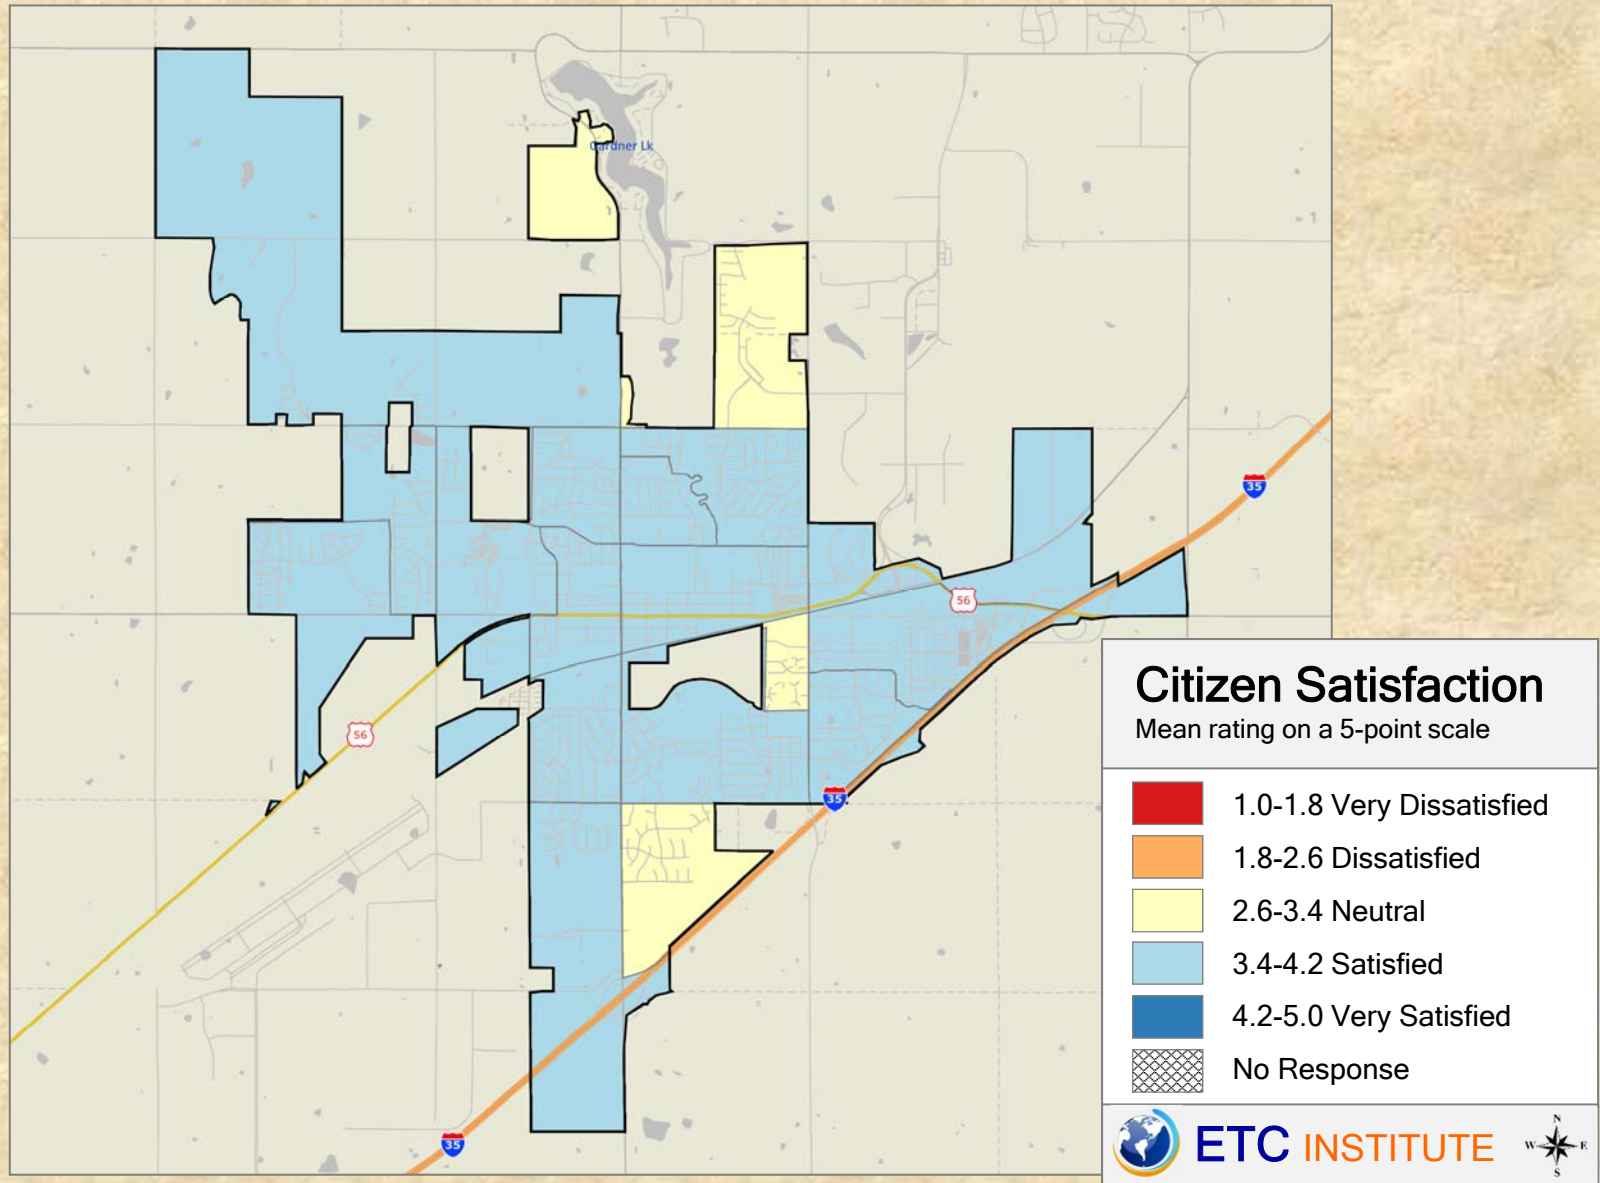 Gardner Lk
1
35
56
56
35
35
Citizen Satisfaction
Mean rating on a 5-point scale
1.0-1.8 Very Dissatisfied
1.8-2.6 Dissatisfied
2.6-3.4 Neutral
3.4-4.2 Satisfied
4.2-5.0 Very Satisfied
No Response
ETC INSTITUTE
N
W E
S